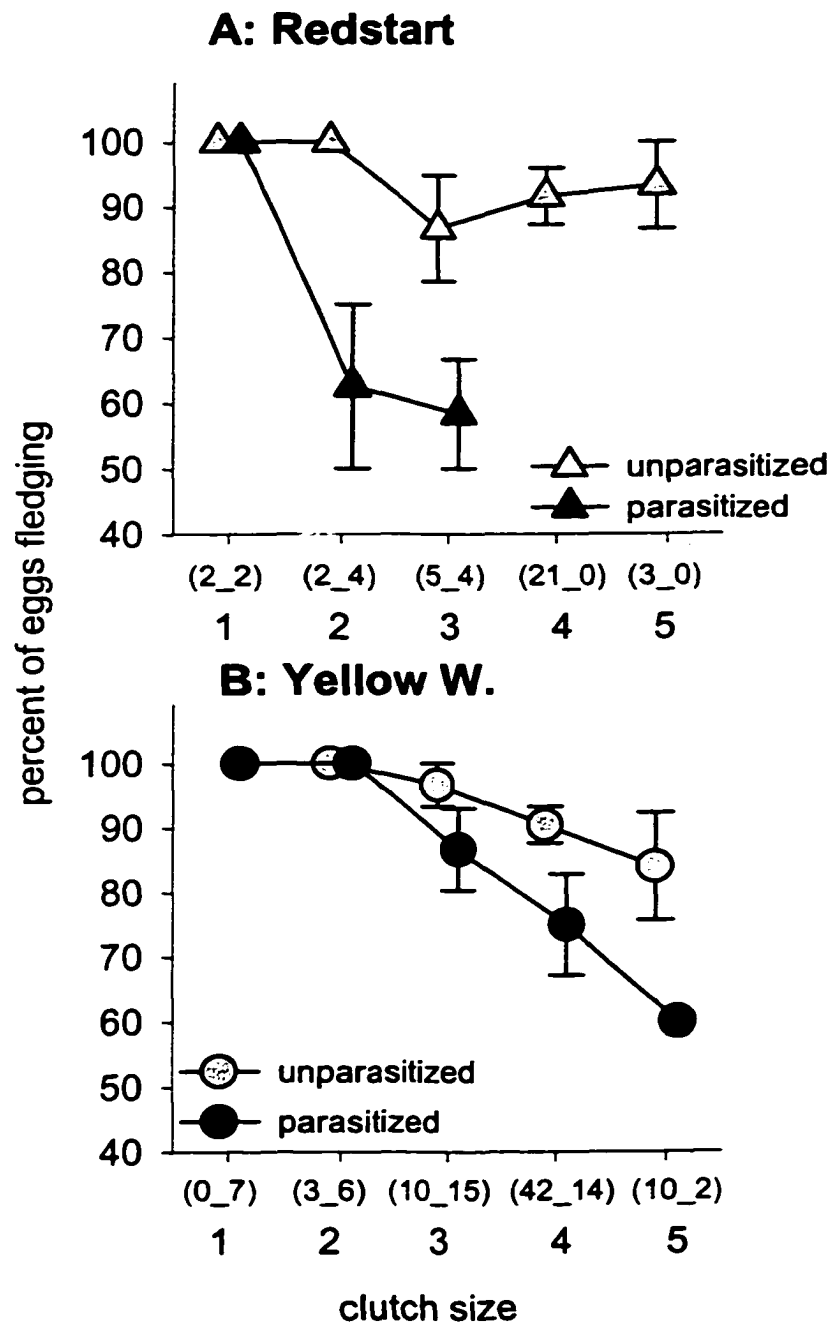 A: Redstart
100
90
80
70
60
50
40
unparasitized
parasitized
(2_2) (2_4) (5_4) (21_0) (3_0)
1 2 3 4 5
percent of eggs fledging
B: Yellow W.
100
90
80
70
60
50
40
unparasitized
parasitized
(0_7) (3_6) (10_15) (42_14) (10_2)
1 2 3 4 5
clutch size